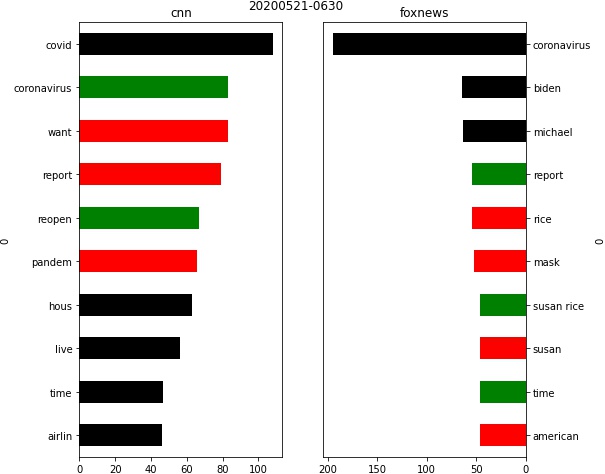 20200521-0630
cnn
foxnews
covid
coronavirus
want
report
reopen
pandem
hous
live
time
airlin
0
0 20 40 60 80 100
coronavirus
biden
michael
report
rice
mask
susan rice
susan
time
american
0
200 150 100 50 0